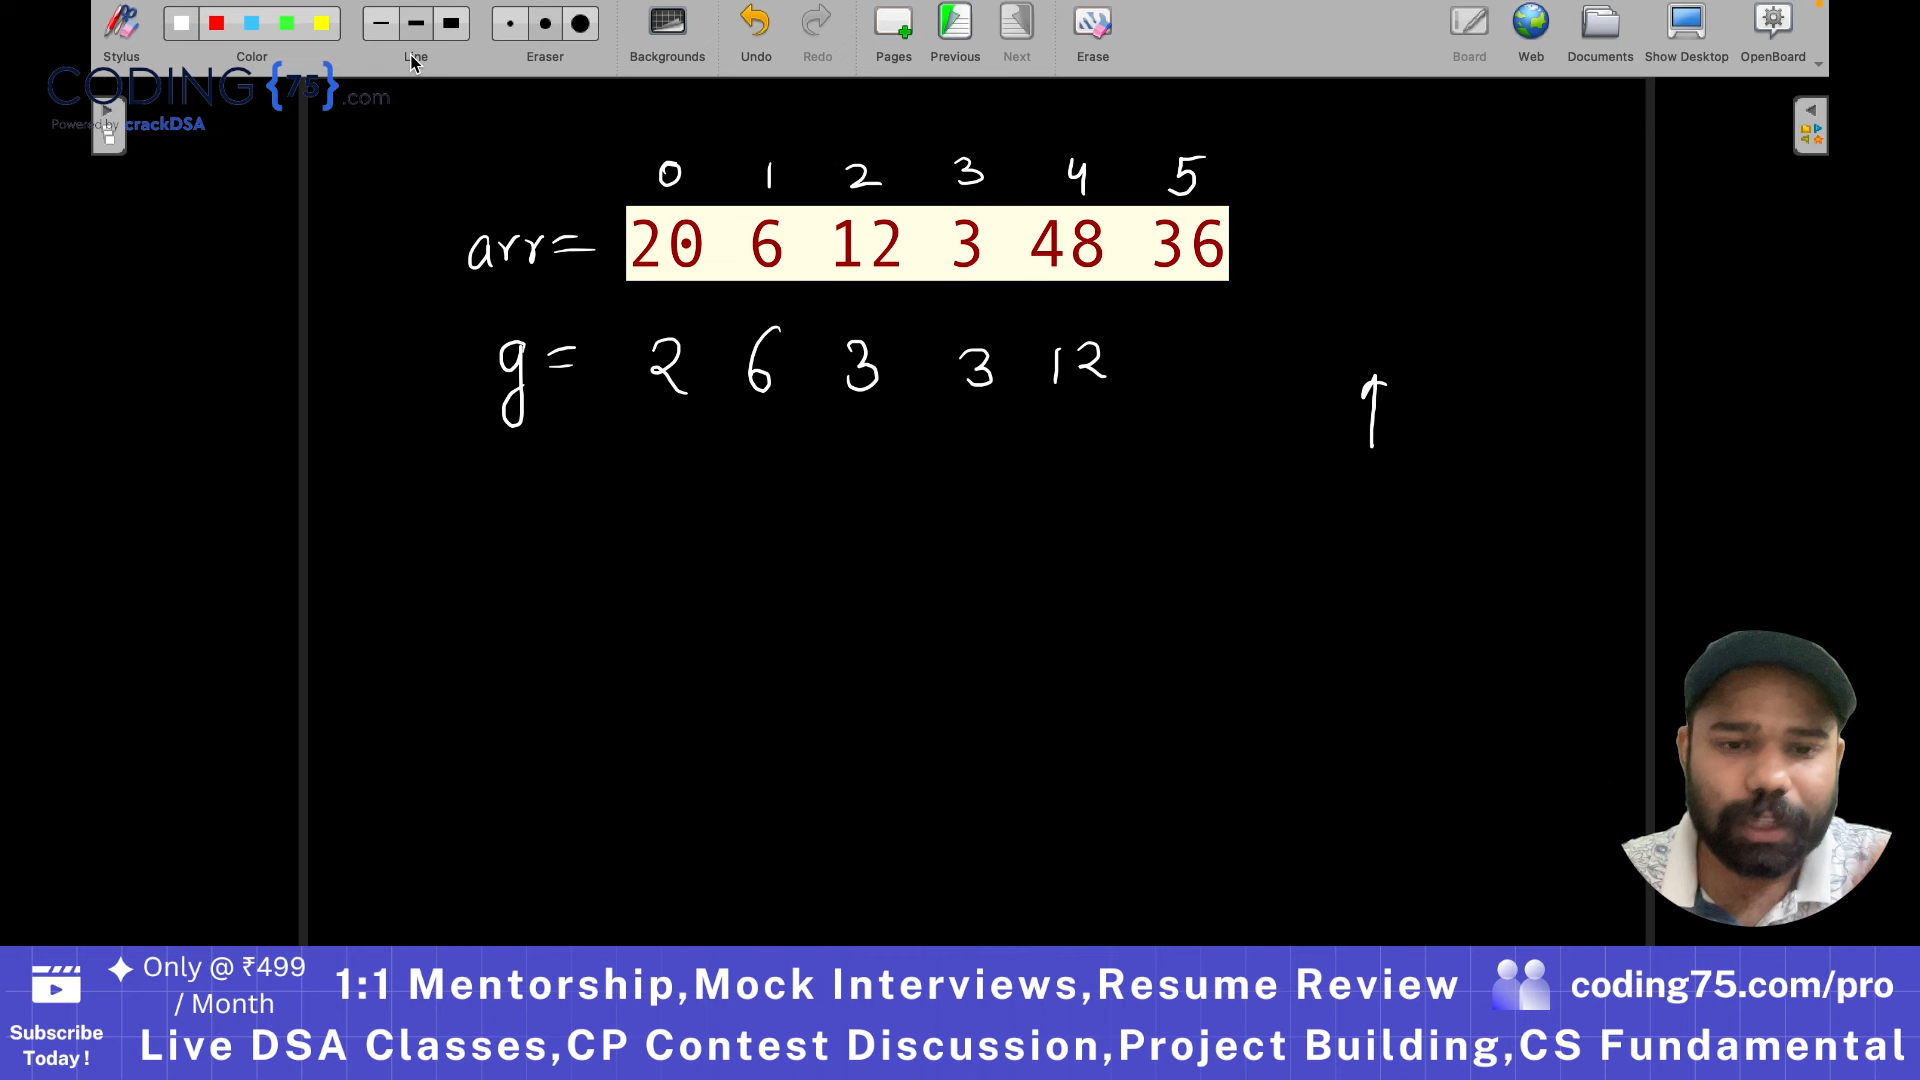 Stylus Color Line Eraser Backgrounds Undo Redo Pages Previous Next Erase Board Web Documents Show Desktop OpenBoard
CODING {75} .com
Powered by crackDSA
0 1 2 3 4 5
arr= 20 6 12 3 48 36
g= 2 6 3 3 12
Only @ ₹499 / Month
1:1 Mentorship,Mock Interviews,Resume Review
coding75.com/pro
Subscribe Today !
Live DSA Classes,CP Contest Discussion,Project Building,CS Fundamental